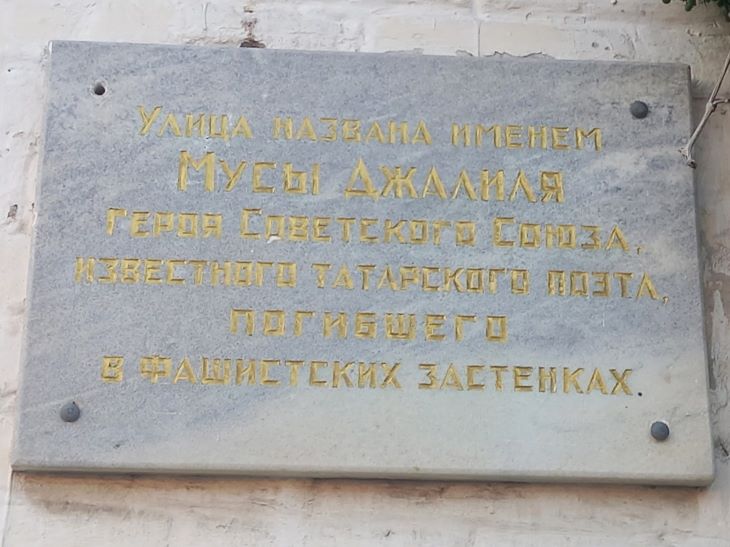 Улица названа именем
Мусы Джалиля
героя Советского Союза,
известного татарского поэта,
погибшего
в фашистских застенках.